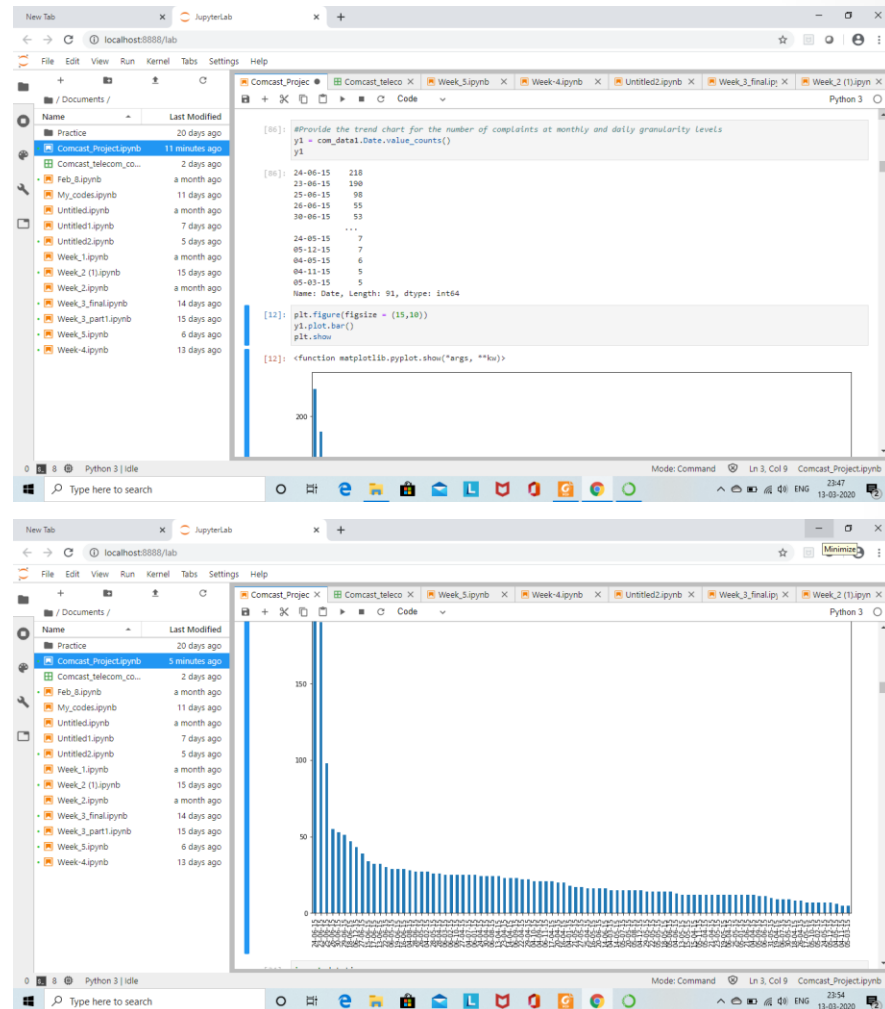 New Tab
JupyterLab
localhost:8888/lab
File Edit View Run Kernel Tabs Settings Help
Comcast_Projec
Comcast_teleco
Week_5.ipynb
Week-4.ipynb
Untitled2.ipynb
Week_3_final.ip
Week_2 (1).ipyn
/ Documents /
Code
Python 3
Name Last Modified
Practice 20 days ago
Comcast_Project.ipynb 11 minutes ago
Comcast_telecom_co... 2 days ago
Feb_8.ipynb a month ago
My_codes.ipynb 11 days ago
Untitled.ipynb a month ago
Untitled1.ipynb 7 days ago
Untitled2.ipynb 5 days ago
Week_1.ipynb a month ago
Week_2 (1).ipynb 15 days ago
Week_2.ipynb a month ago
Week_3_final.ipynb 14 days ago
Week_3_part1.ipynb 15 days ago
Week_5.ipynb 6 days ago
Week-4.ipynb 13 days ago
[86]: #Provide the trend chart for the number of complaints at monthly and daily granularity levels
y1 = com_data1.Date.value_counts()
y1
[86]: 24-06-15 218
23-06-15 190
25-06-15 98
26-06-15 55
30-06-15 53
...
24-05-15 7
05-12-15 7
04-05-15 6
04-11-15 5
05-03-15 5
Name: Date, Length: 91, dtype: int64
[12]: plt.figure(figsize = (15,10))
y1.plot.bar()
plt.show
[12]: <function matplotlib.pyplot.show(*args, **kw)>
200
0 8 Python 3 | Idle
Mode: Command Ln 3, Col 9 Comcast_Project.ipynb
Type here to search
ENG
23:47
13-03-2020
New Tab
JupyterLab
Minimize
localhost:8888/lab
File Edit View Run Kernel Tabs Settings Help
Comcast_Projec
Comcast_teleco
Week_5.ipynb
Week-4.ipynb
Untitled2.ipynb
Week_3_final.ip
Week_2 (1).ipyn
/ Documents /
Code
Python 3
Name Last Modified
Practice 20 days ago
Comcast_Project.ipynb 5 minutes ago
Comcast_telecom_co... 2 days ago
Feb_8.ipynb a month ago
My_codes.ipynb 11 days ago
Untitled.ipynb a month ago
Untitled1.ipynb 7 days ago
Untitled2.ipynb 5 days ago
Week_1.ipynb a month ago
Week_2 (1).ipynb 15 days ago
Week_2.ipynb a month ago
Week_3_final.ipynb 14 days ago
Week_3_part1.ipynb 15 days ago
Week_5.ipynb 6 days ago
Week-4.ipynb 13 days ago
150
100
50
0
0 8 Python 3 | Idle
Mode: Command Ln 3, Col 9 Comcast_Project.ipynb
Type here to search
ENG
23:54
13-03-2020